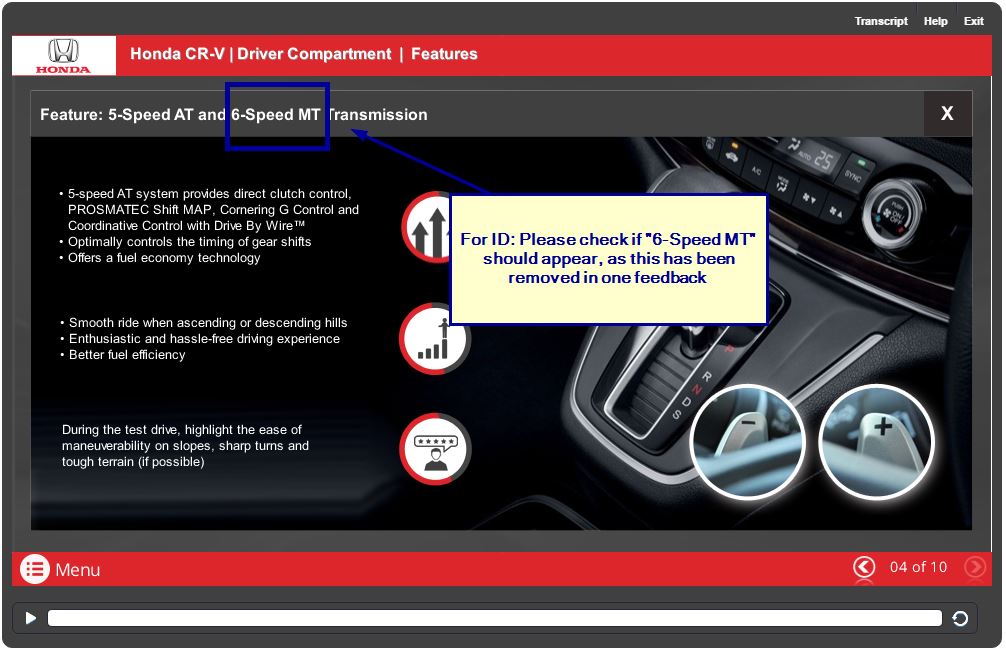 Transcript Help Exit
HONDA
Honda CR-V | Driver Compartment | Features
Feature: 5-Speed AT and 6-Speed MT Transmission
X
• 5-speed AT system provides direct clutch control,
PROSMATEC Shift MAP, Cornering G Control and
Coordinative Control with Drive By Wire™
• Optimally controls the timing of gear shifts
• Offers a fuel economy technology
For ID: Please check if "6-Speed MT"
should appear, as this has been
removed in one feedback
AUTO 25
SYNC
A/C
MODE
PUSH
ON/
OFF
• Smooth ride when ascending or descending hills
• Enthusiastic and hassle-free driving experience
• Better fuel efficiency
P
R
N
D
S
During the test drive, highlight the ease of
maneuverability on slopes, sharp turns and
tough terrain (if possible)
- +
Menu
04 of 10